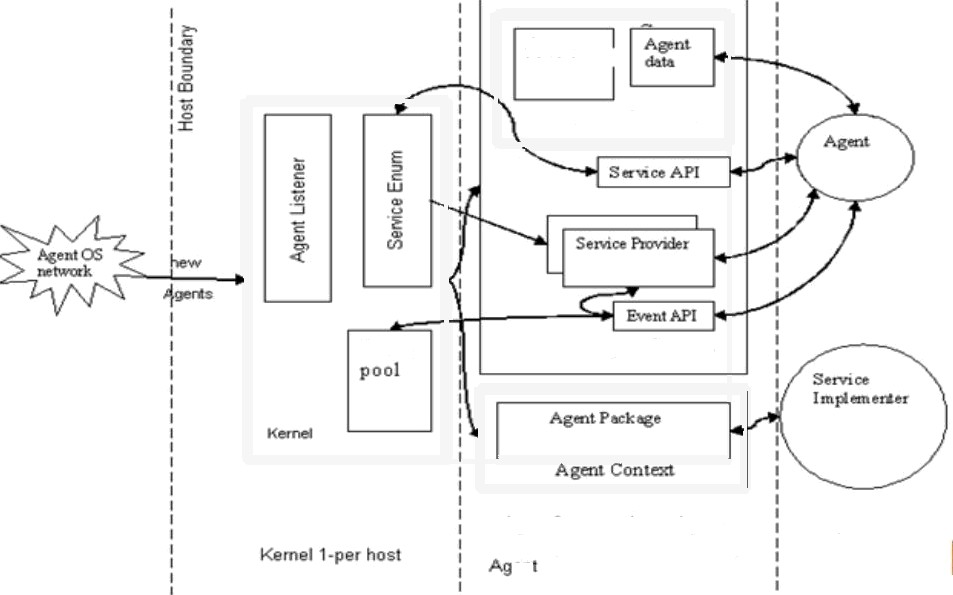 Host Boundary
Agent
data
Agent
Agent Listener
Service Enum
Service API
Service Provider
Agent OS
network
new
Agents
Event API
pool
Service
Implementer
Agent Package
Kernel
Agent Context
Kernel 1-per host